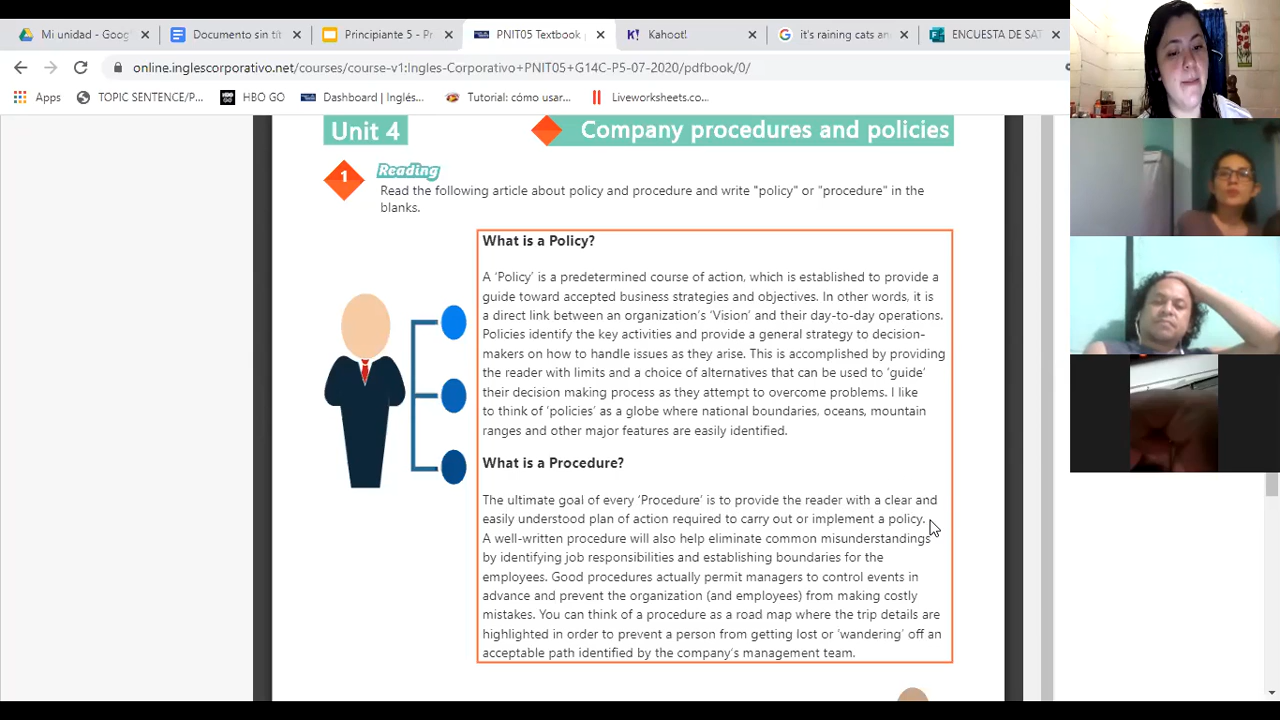 Mi unidad - Goog
Documento sin tít
Principiante 5 - Pr
PNIT05 Textbook
Kahoot!
it's raining cats an
ENCUESTA DE SAT
online.inglescorporativo.net/courses/course-v1:Ingles-Corporativo+PNIT05+G14C-P5-07-2020/pdfbook/0/
Apps
TOPIC SENTENCE/P...
HBO GO
Dashboard | Inglés...
Tutorial: cómo usar...
Liveworksheets.co...
Unit 4
Company procedures and policies
1
Reading
Read the following article about policy and procedure and write "policy" or "procedure" in the
blanks.
What is a Policy?
A ‘Policy’ is a predetermined course of action, which is established to provide a
guide toward accepted business strategies and objectives. In other words, it is
a direct link between an organization’s ‘Vision’ and their day-to-day operations.
Policies identify the key activities and provide a general strategy to decision-
makers on how to handle issues as they arise. This is accomplished by providing
the reader with limits and a choice of alternatives that can be used to ‘guide’
their decision making process as they attempt to overcome problems. I like
to think of ‘policies’ as a globe where national boundaries, oceans, mountain
ranges and other major features are easily identified.
What is a Procedure?
The ultimate goal of every ‘Procedure’ is to provide the reader with a clear and
easily understood plan of action required to carry out or implement a policy.
A well-written procedure will also help eliminate common misunderstandings
by identifying job responsibilities and establishing boundaries for the
employees. Good procedures actually permit managers to control events in
advance and prevent the organization (and employees) from making costly
mistakes. You can think of a procedure as a road map where the trip details are
highlighted in order to prevent a person from getting lost or ‘wandering’ off an
acceptable path identified by the company’s management team.